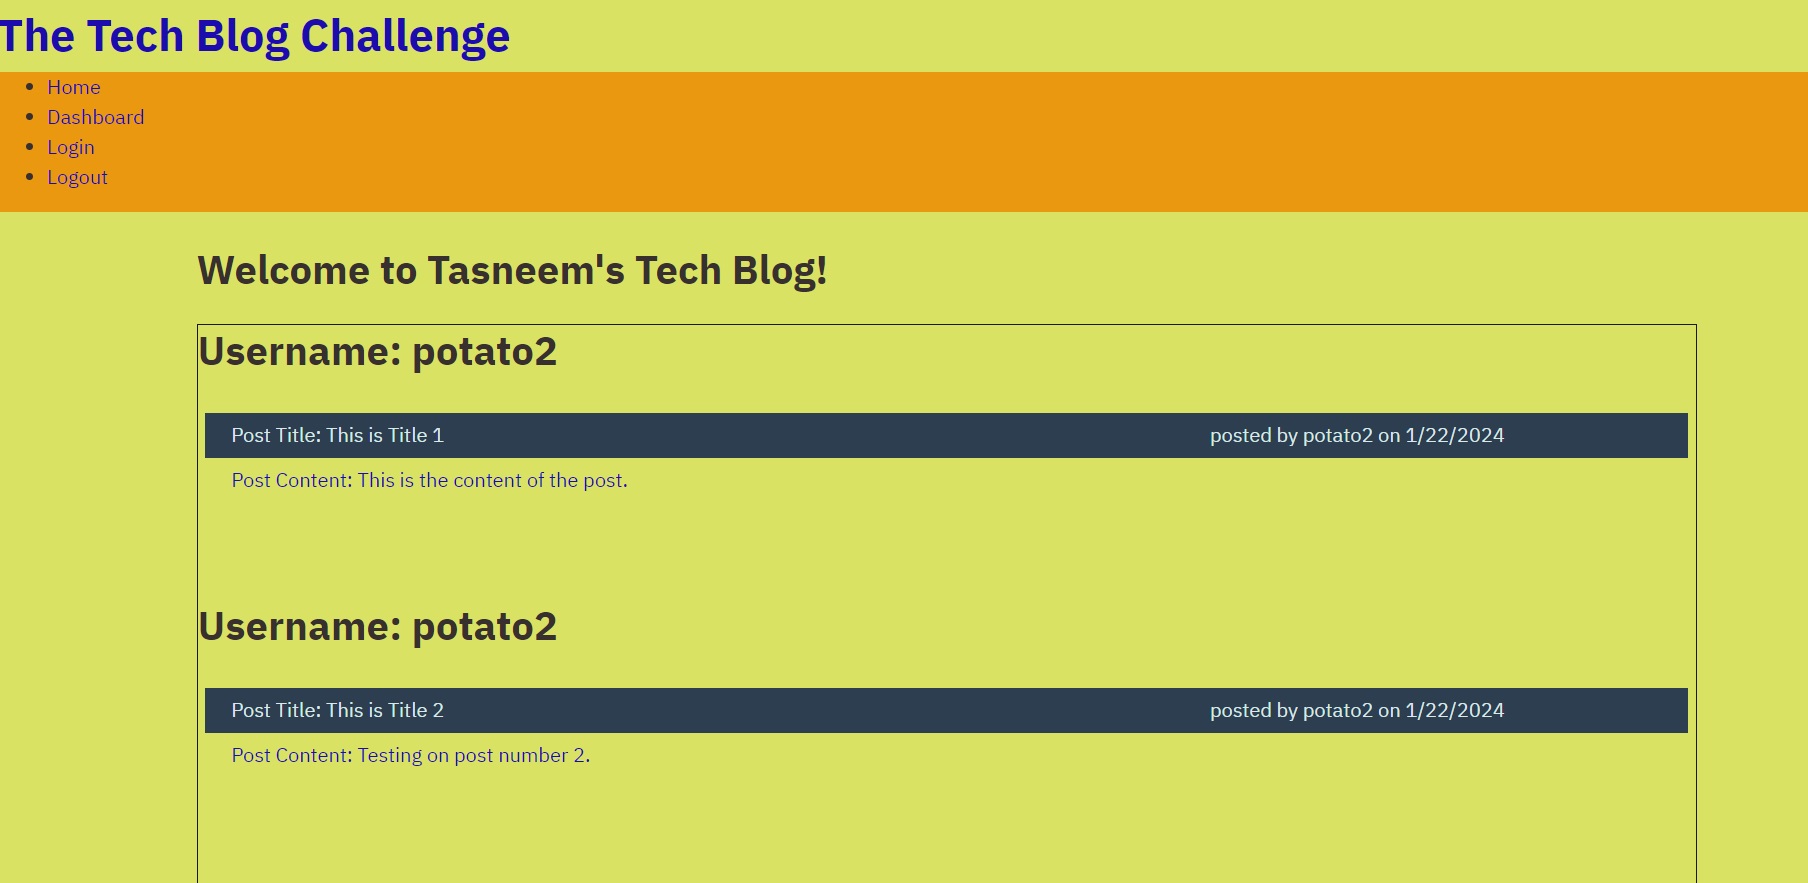 The Tech Blog Challenge
Home
Dashboard
Login
Logout
Welcome to Tasneem's Tech Blog!
Username: potato2
Post Title: This is Title 1 posted by potato2 on 1/22/2024
Post Content: This is the content of the post.
Username: potato2
Post Title: This is Title 2 posted by potato2 on 1/22/2024
Post Content: Testing on post number 2.